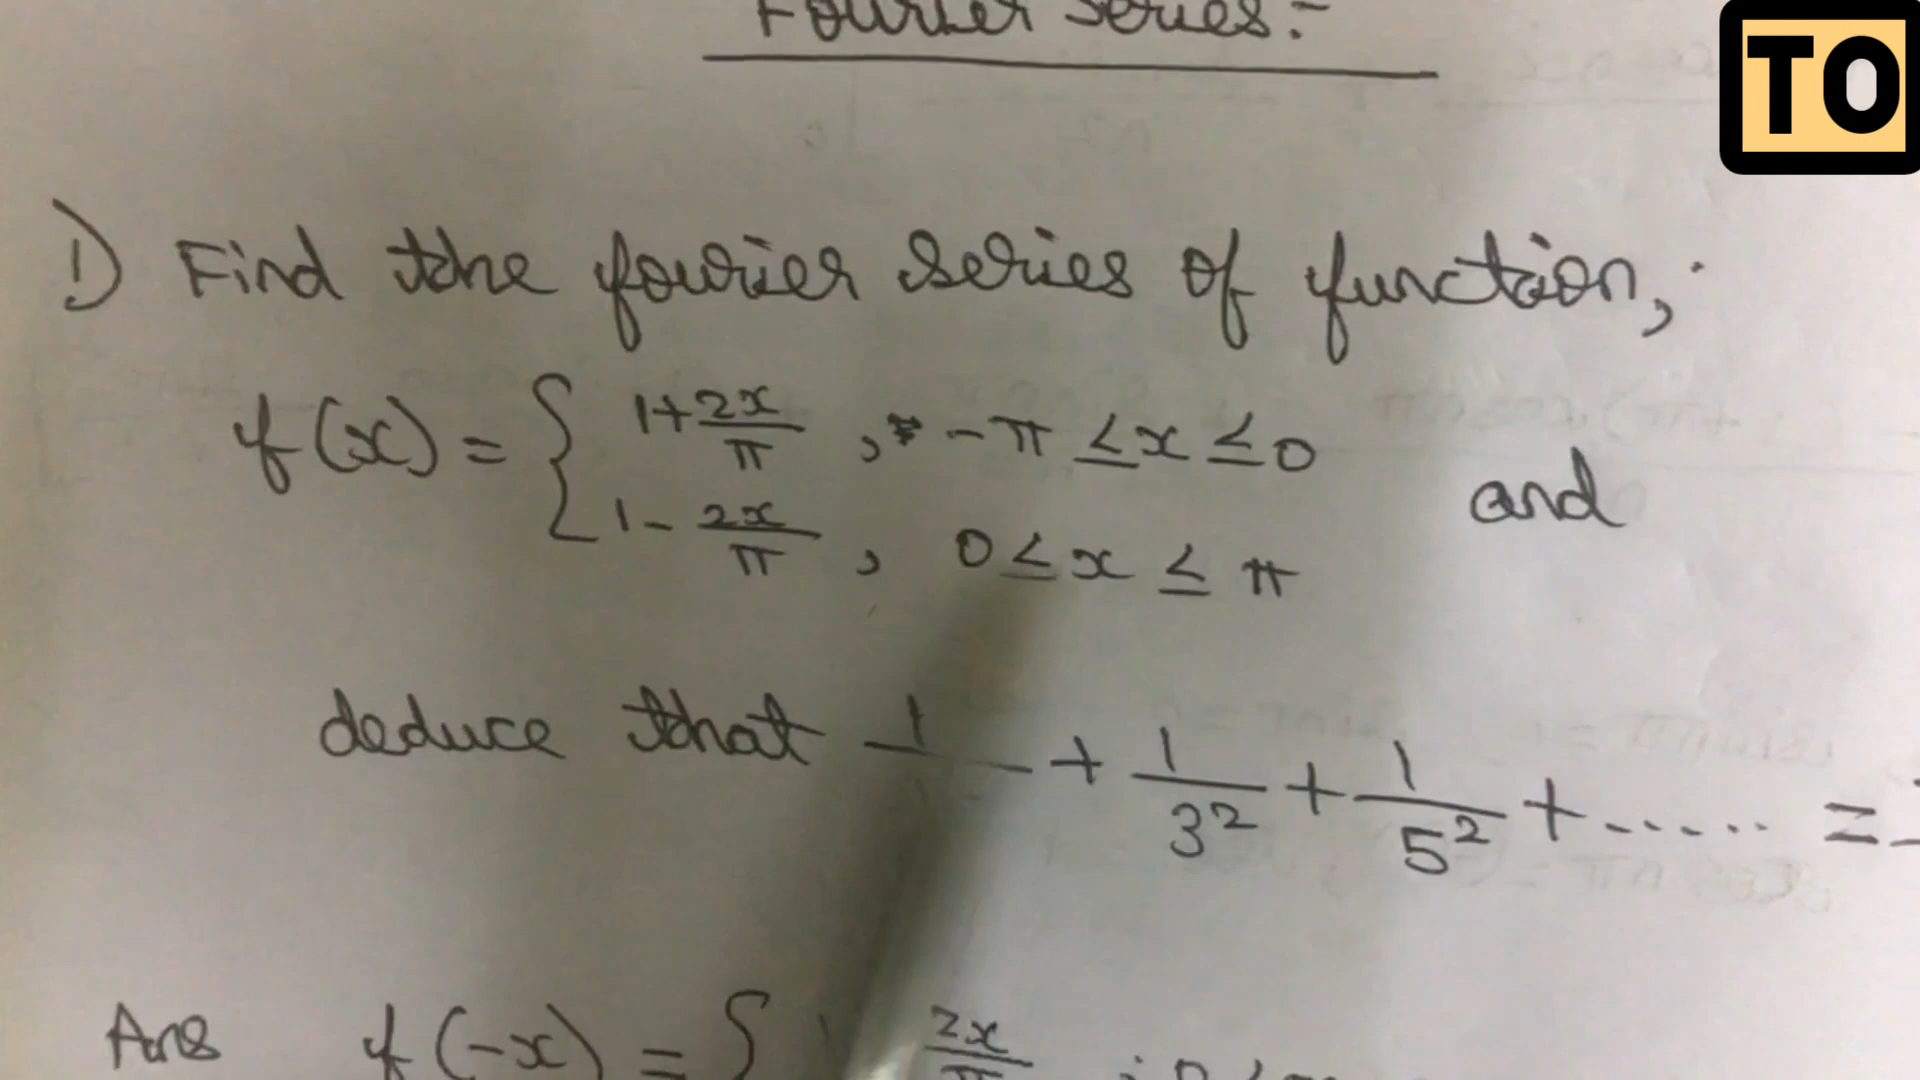 Fourier Series:-
TO
1) Find the fourier series of function,
f(x) = { 1+2x/π , -π ≤ x ≤ 0
1 - 2x/π , 0 ≤ x ≤ π and
deduce that 1 + 1/3² + 1/5² + ..... =
Ans f(-x) = { 2x/π